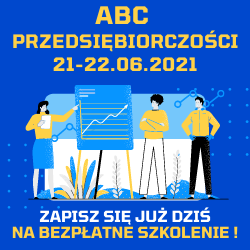 ABC
PRZEDSIĘBIORCZOŚCI
21-22.06.2021
ZAPISZ SIĘ JUŻ DZIŚ
NA BEZPŁATNE SZKOLENIE !